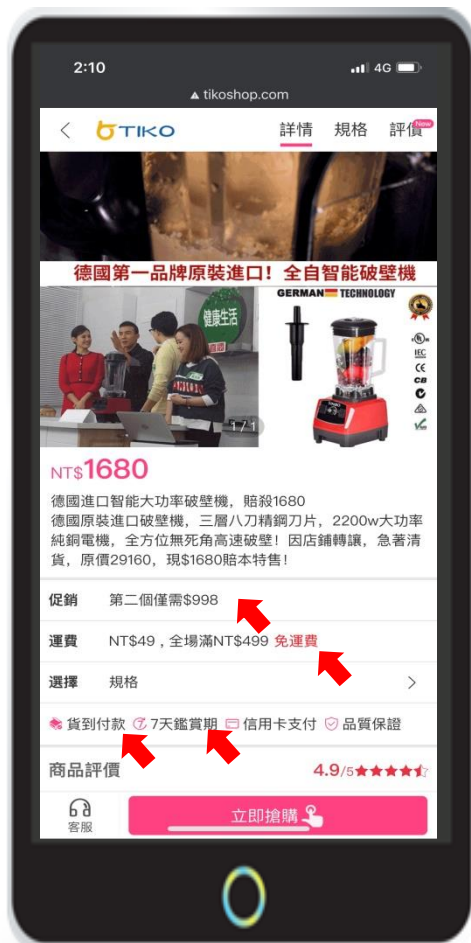 2:10
4G
▲ tikoshop.com
TIKO
詳情 規格 評價
New
德國第一品牌原裝進口！全自智能破壁機
GERMAN TECHNOLOGY
健康生活
1 / 1
IEC
CE
CB
NT$1680
德國進口智能大功率破壁機，賠殺1680
德國原裝進口破壁機，三層八刀精鋼刀片，2200w大功率
純銅電機，全方位無死角高速破壁！因店鋪轉讓，急著清
貨，原價29160，現$1680賠本特售！
促銷 第二個僅需$998
運費 NT$49，全場滿NT$499 免運費
選擇 規格
貨到付款 7天鑑賞期 信用卡支付 品質保證
商品評價 4.9/5
客服
立即搶購